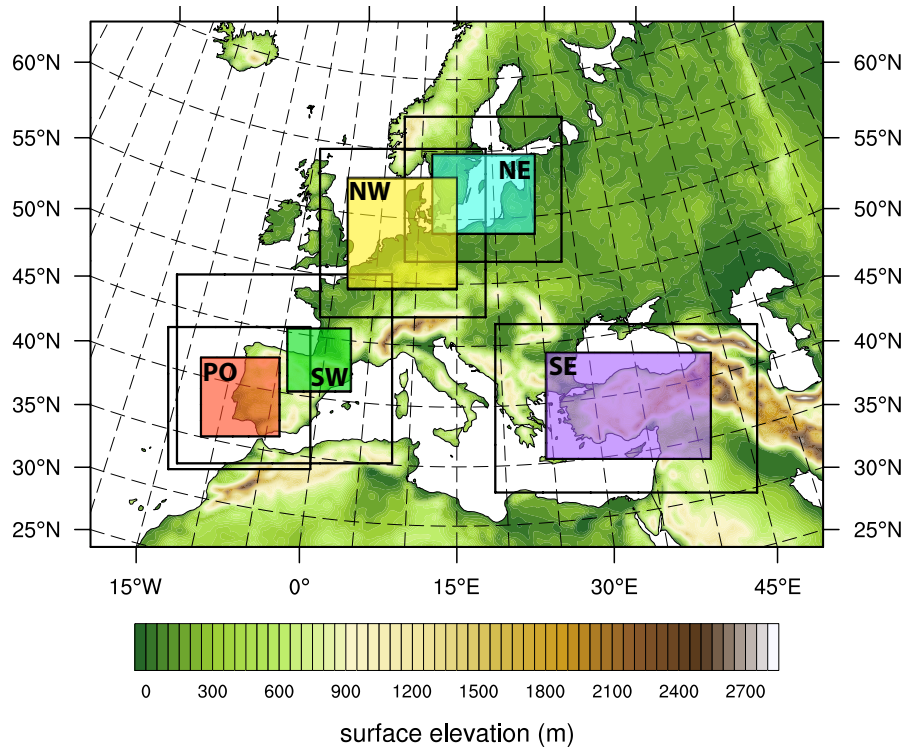 60°N 60°N
55°N 55°N
NE
NW
50°N 50°N
45°N 45°N
40°N 40°N
PO SW SE
35°N 35°N
30°N 30°N
25°N 25°N
15°W 0° 15°E 30°E 45°E
0 300 600 900 1200 1500 1800 2100 2400 2700
surface elevation (m)